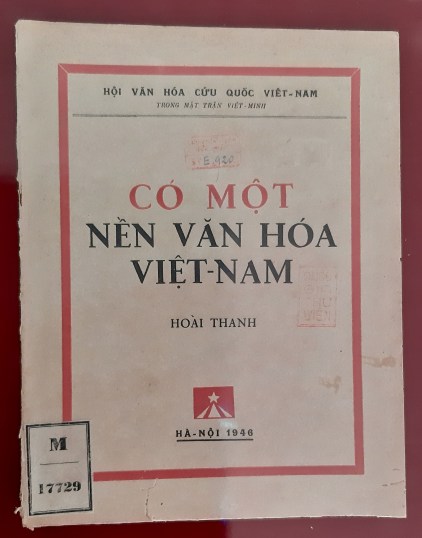 HỘI VĂN HÓA CỨU QUỐC VIỆT-NAM
TRONG MẶT TRẬN VIỆT-MINH
CÓ MỘT
NỀN VĂN HÓA
VIỆT-NAM
HOÀI THANH
HÀ-NỘI 1946
M
17729